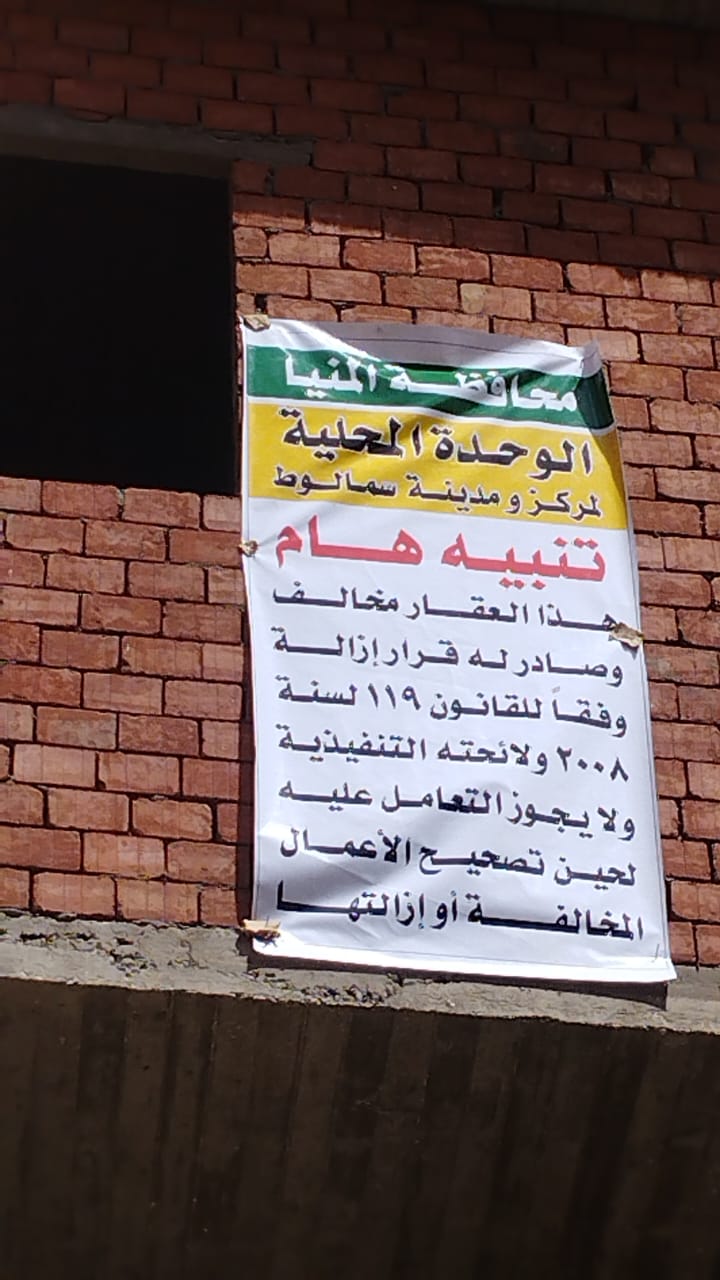 محافظة المنيا
الوحدة المحلية
لمركز و مدينة سمالوط
تنبيه هام
هذا العقار مخالف
وصادر له قرار إزالة
وفقاً للقانون ١١٩ لسنة
٢٠٠٨ ولائحته التنفيذية
ولا يجوز التعامل عليه
لحين تصحيح الأعمال
المخالفة أو إزالتها